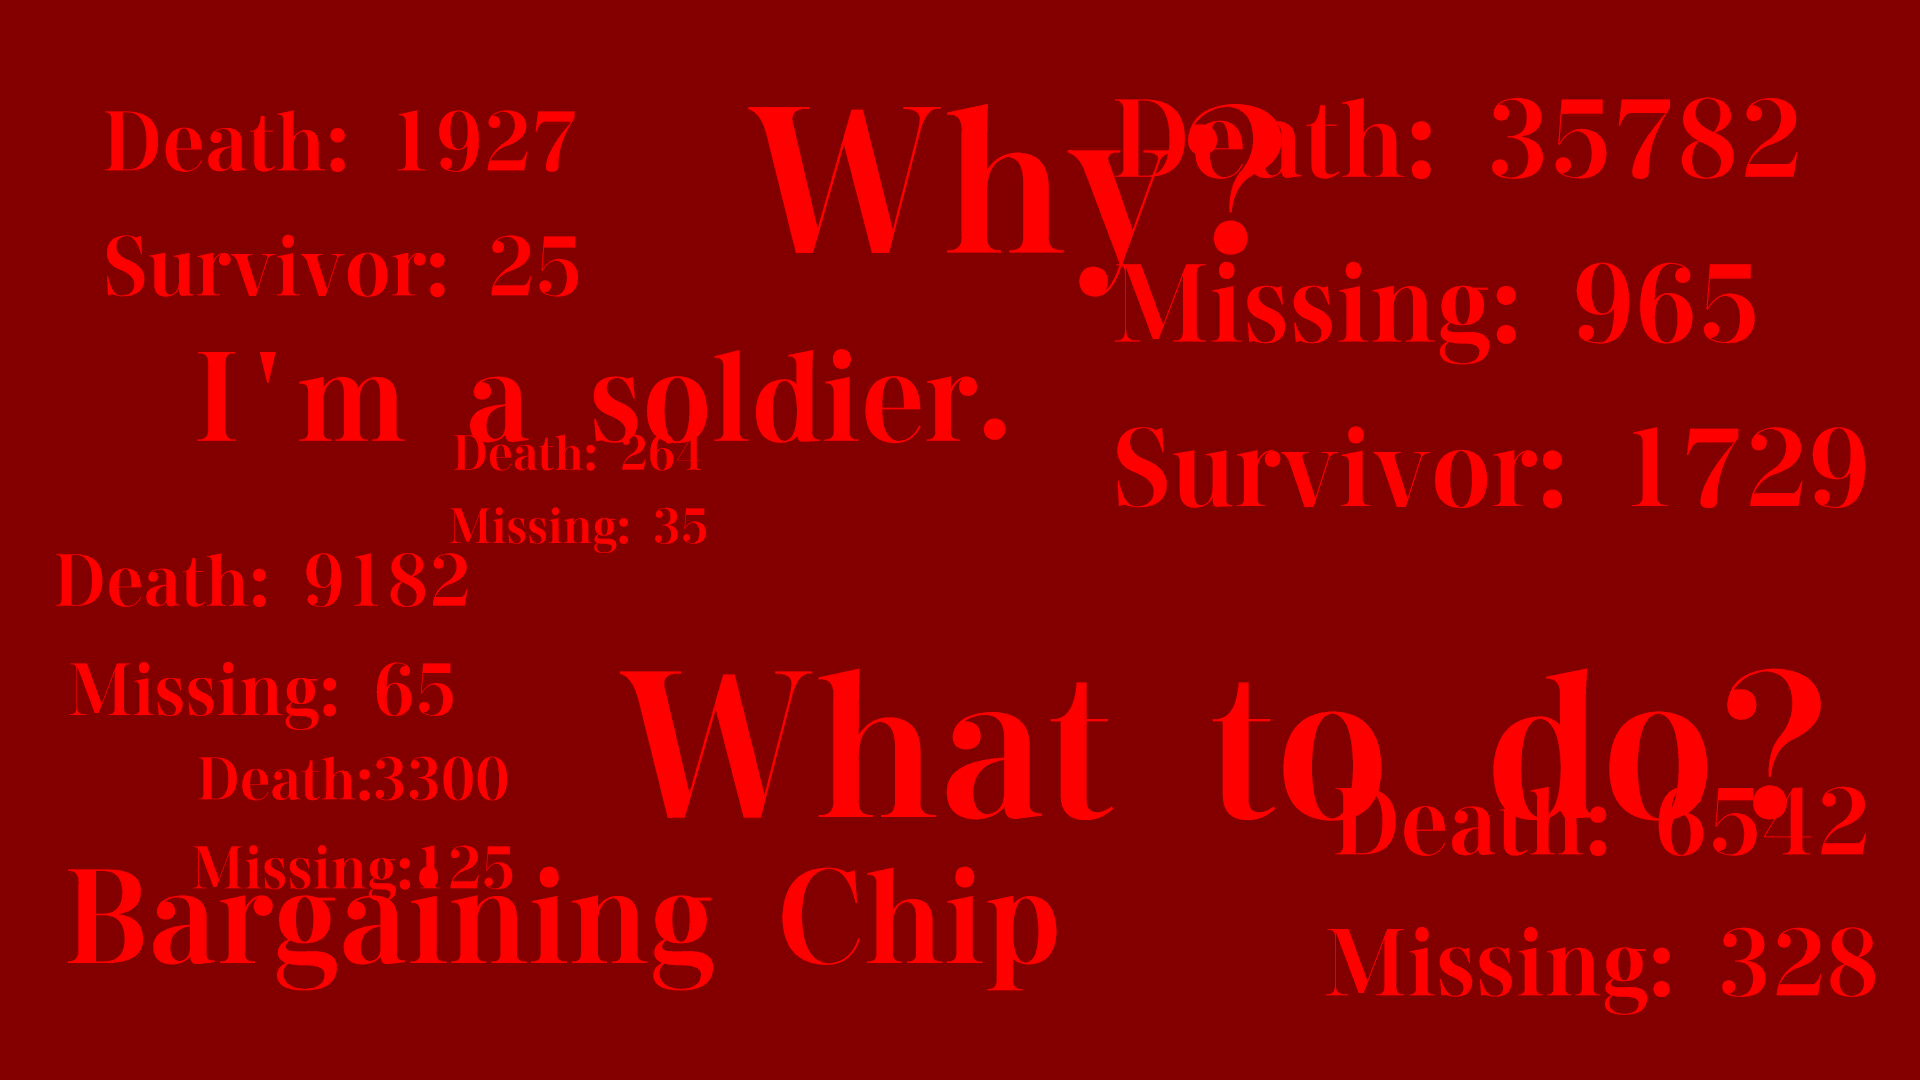 Death: 1927
Survivor: 25
Why?
Death: 35782
Missing: 965
Survivor: 1729
I'm a soldier.
Death: 264
Missing: 35
Death: 9182
Missing: 65
Death:3300
Missing:125
What to do?
Death: 6542
Missing: 328
Bargaining Chip